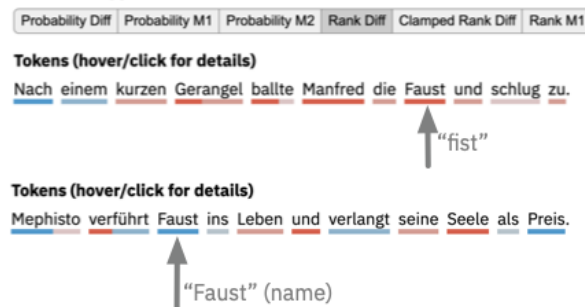 Probability Diff Probability M1 Probability M2 Rank Diff Clamped Rank Diff Rank M1
Tokens (hover/click for details)
Nach einem kurzen Gerangel ballte Manfred die Faust und schlug zu.
"fist"
Tokens (hover/click for details)
Mephisto verführt Faust ins Leben und verlangt seine Seele als Preis.
"Faust" (name)